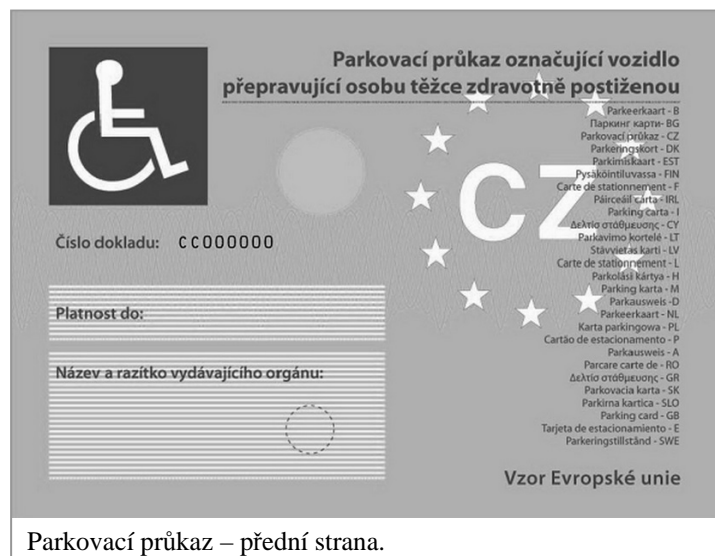 Parkovací průkaz označující vozidlo
přepravující osobu těžce zdravotně postiženou
Parkeerkaart - B
Паркинг карти- BG
Parkovací průkaz - CZ
Parkeringskort - DK
Parkimiskaart - EST
Pysäköintiluvassa - FIN
Carte de stationnement - F
Páirceáil cárta - IRL
Parking carta - I
Δελτίο στάθμευσης - CY
Parkavimo kortelė - LT
Stāvvietas karti - LV
Carte de stationnement - L
Parkolási kártya - H
Parking karta - M
Parkausweis -D
Parkeerkaart - NL
Karta parkingowa - PL
Cartão de estacionamento - P
Parkausweis - A
Parcare carte de - RO
Δελτίο στάθμευσης - GR
Parkovacia karta - SK
Parkirna kartica - SLO
Parking card - GB
Tarjeta de estacionamiento - E
Parkeringstillstånd - SWE
CZ
Číslo dokladu: CC000000
Platnost do:
Název a razítko vydávajícího orgánu:
Vzor Evropské unie
Parkovací průkaz – přední strana.